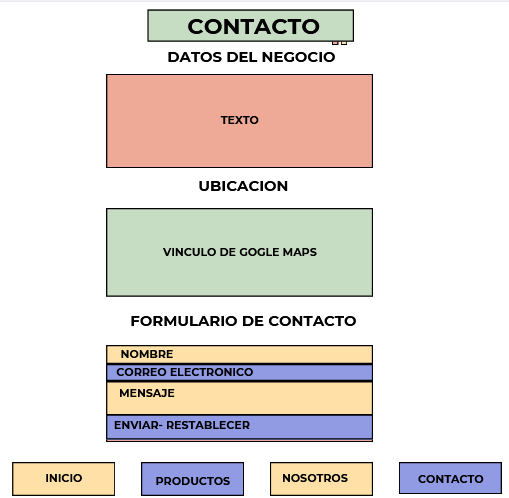 CONTACTO
DATOS DEL NEGOCIO
TEXTO
UBICACION
VINCULO DE GOGLE MAPS
FORMULARIO DE CONTACTO
NOMBRE
CORREO ELECTRONICO
MENSAJE
ENVIAR- RESTABLECER
INICIO
PRODUCTOS
NOSOTROS
CONTACTO